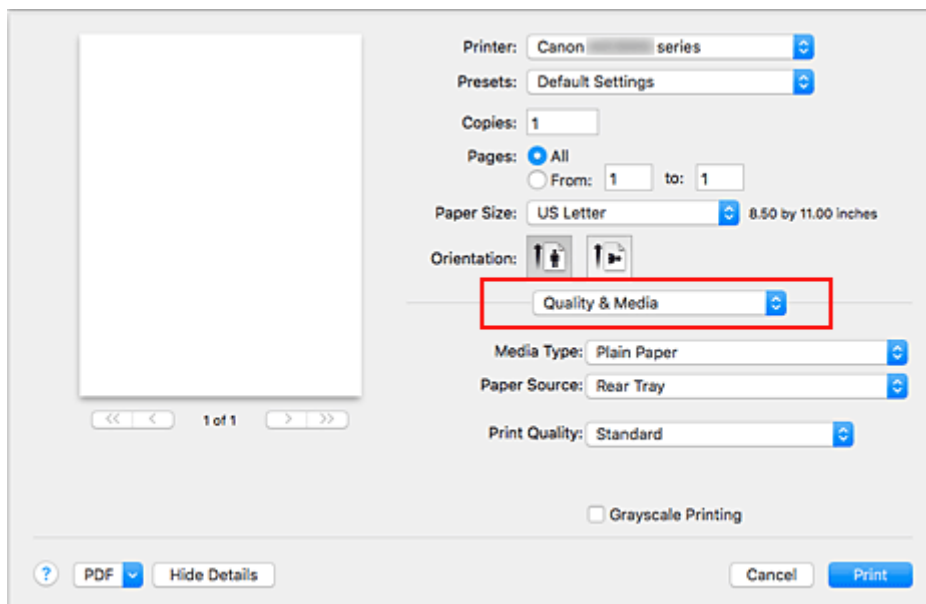 Printer: Canon series
Presets: Default Settings
Copies: 1
Pages: All
From: 1 to: 1
Paper Size: US Letter 8.50 by 11.00 inches
Orientation:
Quality & Media
Media Type: Plain Paper
Paper Source: Rear Tray
<< < 1 of 1 > >>
Print Quality: Standard
Grayscale Printing
? PDF Hide Details Cancel Print